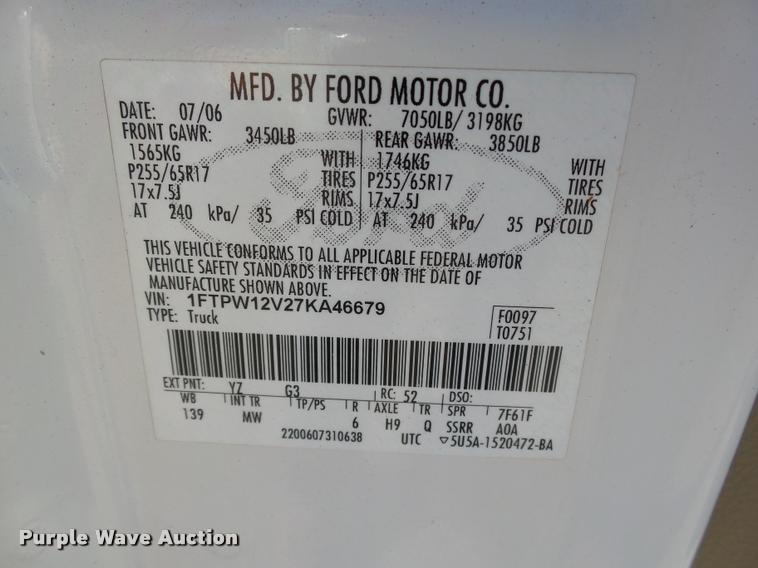 MFD. BY FORD MOTOR CO.
DATE: 07/06 GVWR: 7050LB/ 3198KG
FRONT GAWR: 3450LB REAR GAWR: 3850LB
1565KG WITH 1746KG WITH
P255/65R17 TIRES P255/65R17 TIRES
17x7.5J RIMS 17x7.5J RIMS
AT 240 kPa/ 35 PSI COLD AT 240 kPa/ 35 PSI COLD
Ford
THIS VEHICLE CONFORMS TO ALL APPLICABLE FEDERAL MOTOR
VEHICLE SAFETY STANDARDS IN EFFECT ON THE DATE OF
MANUFACTURE SHOWN ABOVE.
VIN: 1FTPW12V27KA46679 F0097
TYPE: Truck T0751
EXT PNT: YZ G3 RC: 52 DSO:
WB INT TR TP/PS R AXLE TR SPR 7F61F
139 MW 6 H9 Q SSRR A0A
2200607310638 UTC ▽5U5A-1520472-BA
Purple Wave Auction